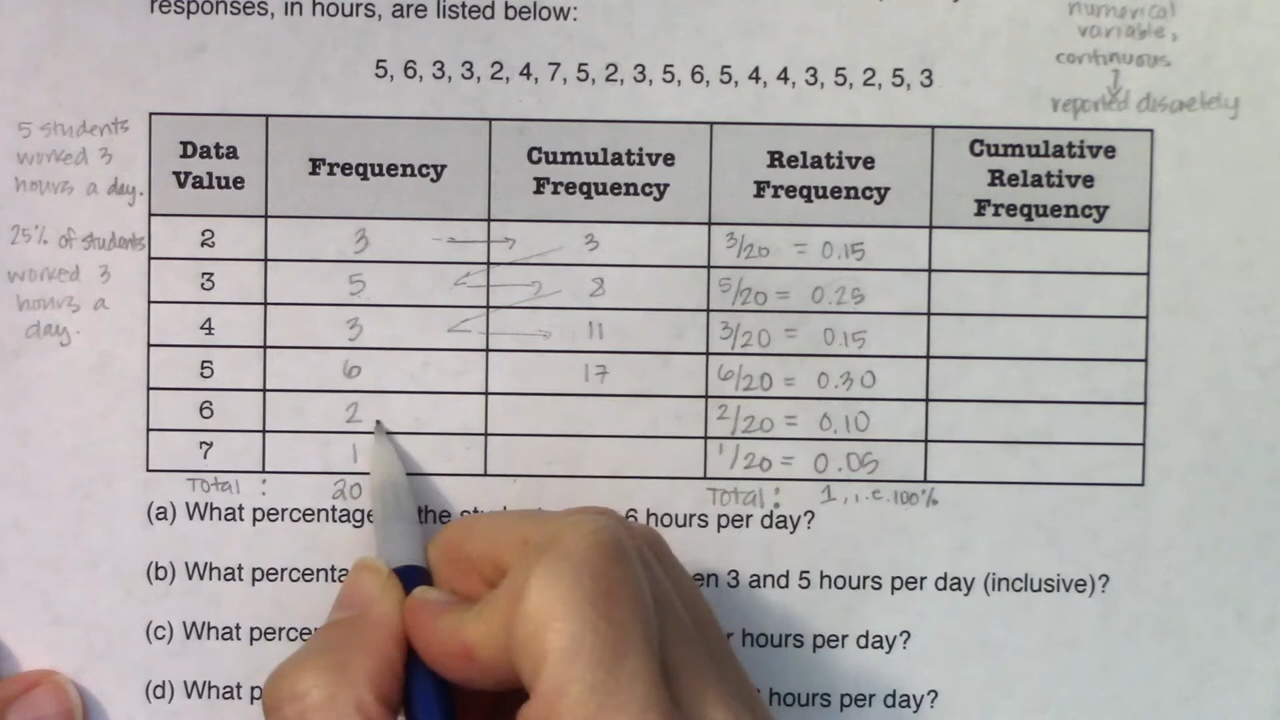 responses, in hours, are listed below:
numerical
variable,
continuous
reported discretely
5, 6, 3, 3, 2, 4, 7, 5, 2, 3, 5, 6, 5, 4, 4, 3, 5, 2, 5, 3
5 students
worked 3
hours a day.
25% of students
worked 3
hours a
day.
Data Value Frequency Cumulative Frequency Relative Frequency Cumulative Relative Frequency
2 3 3 3/20 = 0.15
3 5 8 5/20 = 0.25
4 3 11 3/20 = 0.15
5 6 17 6/20 = 0.30
6 2 2/20 = 0.10
7 1 1/20 = 0.05
Total: 20 Total: 1, i.e. 100%
(a) What percentage the 6 hours per day?
(b) What 3 and 5 hours per day (inclusive)?
(c) What hours per day?
(d) What hours per day?